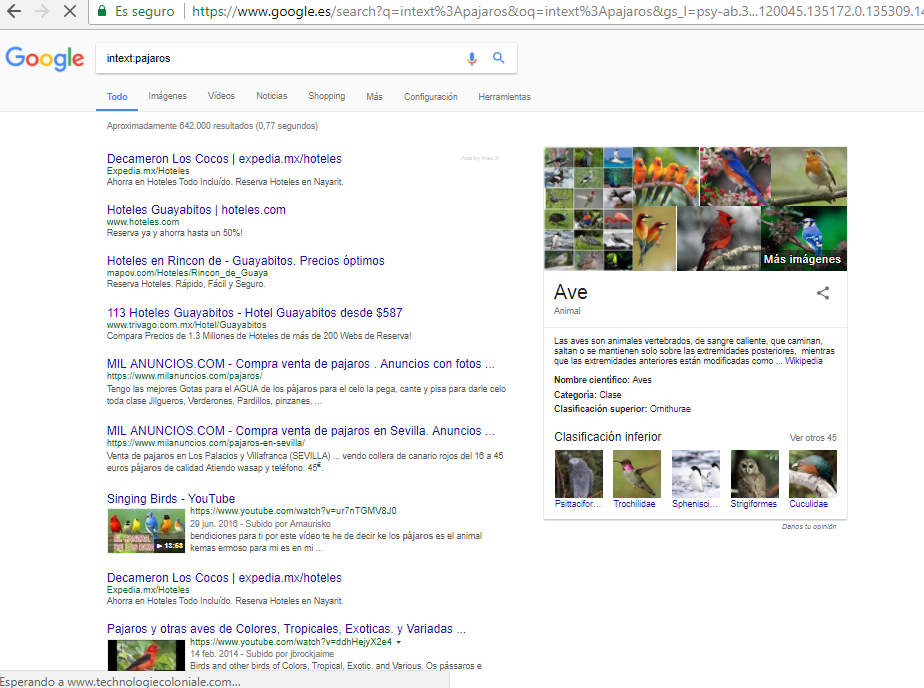 Es seguro | https://www.google.es/search?q=intext%3Apajaros&oq=intext%3Apajaros&gs_l=psy-ab.3...120045.135172.0.135309.14
Google
intext:pajaros
Todo Imágenes Vídeos Noticias Shopping Más Configuración Herramientas
Aproximadamente 642.000 resultados (0,77 segundos)
Decameron Los Cocos | expedia.mx/hoteles
Ads by Alex X
Expedia.mx/Hoteles
Ahorra en Hoteles Todo Incluído. Reserva Hoteles en Nayarit.
Hoteles Guayabitos | hoteles.com
www.hoteles.com
Reserva ya y ahorra hasta un 50%!
Hoteles en Rincon de - Guayabitos. Precios óptimos
mapov.com/Hoteles/Rincon_de_Guaya
Reserva Hoteles. Rápido, Fácil y Seguro.
113 Hoteles Guayabitos - Hotel Guayabitos desde $587
www.trivago.com.mx/Hotel/Guayabitos
Compara Precios de 1.3 Millones de Hoteles de más de 200 Webs de Reserva!
MIL ANUNCIOS.COM - Compra venta de pajaros . Anuncios con fotos ...
https://www.milanuncios.com/pajaros/
Tengo las mejores Gotas para el AGUA de los pájaros para el celo la pega, cante y pisa para darle celo
toda clase Jilgueros, Verderones, Pardillos, pinzanes, ...
MIL ANUNCIOS.COM - Compra venta de pajaros en Sevilla. Anuncios ...
https://www.milanuncios.com/pajaros-en-sevilla/
Venta de pajaros en Los Palacios y Villafranca (SEVILLA) ... vendo collera de canario rojos del 16 a 45
euros pájaros de calidad Atiendo wasap y teléfono. 45€.
Singing Birds - YouTube
https://www.youtube.com/watch?v=ur7nTGMV8J0
29 jun. 2016 - Subido por Amaurisko
bendiciones para ti por este vídeo te he de decir ke los pájaros es el animal
kemas ermoso para mi es en mi ...
13:53
Decameron Los Cocos | expedia.mx/hoteles
Expedia.mx/Hoteles
Ahorra en Hoteles Todo Incluído. Reserva Hoteles en Nayarit.
Pajaros y otras aves de Colores, Tropicales, Exoticas. y Variadas ...
https://www.youtube.com/watch?v=ddhHejyX2e4
14 feb. 2014 - Subido por jbrockjaime
Birds and other birds of Colors, Tropical, Exotic. and Various. Os pássaros e
Más imágenes
Ave
Animal
Las aves son animales vertebrados, de sangre caliente, que caminan,
saltan o se mantienen solo sobre las extremidades posteriores, mientras
que las extremidades anteriores están modificadas como ... Wikipedia
Nombre científico: Aves
Categoría: Clase
Clasificación superior: Ornithurae
Clasificación inferior Ver otros 45
Psittacifor... Trochilidae Sphenisci... Strigiformes Cuculidae
Danos tu opinión
Esperando a www.technologiecoloniale.com...